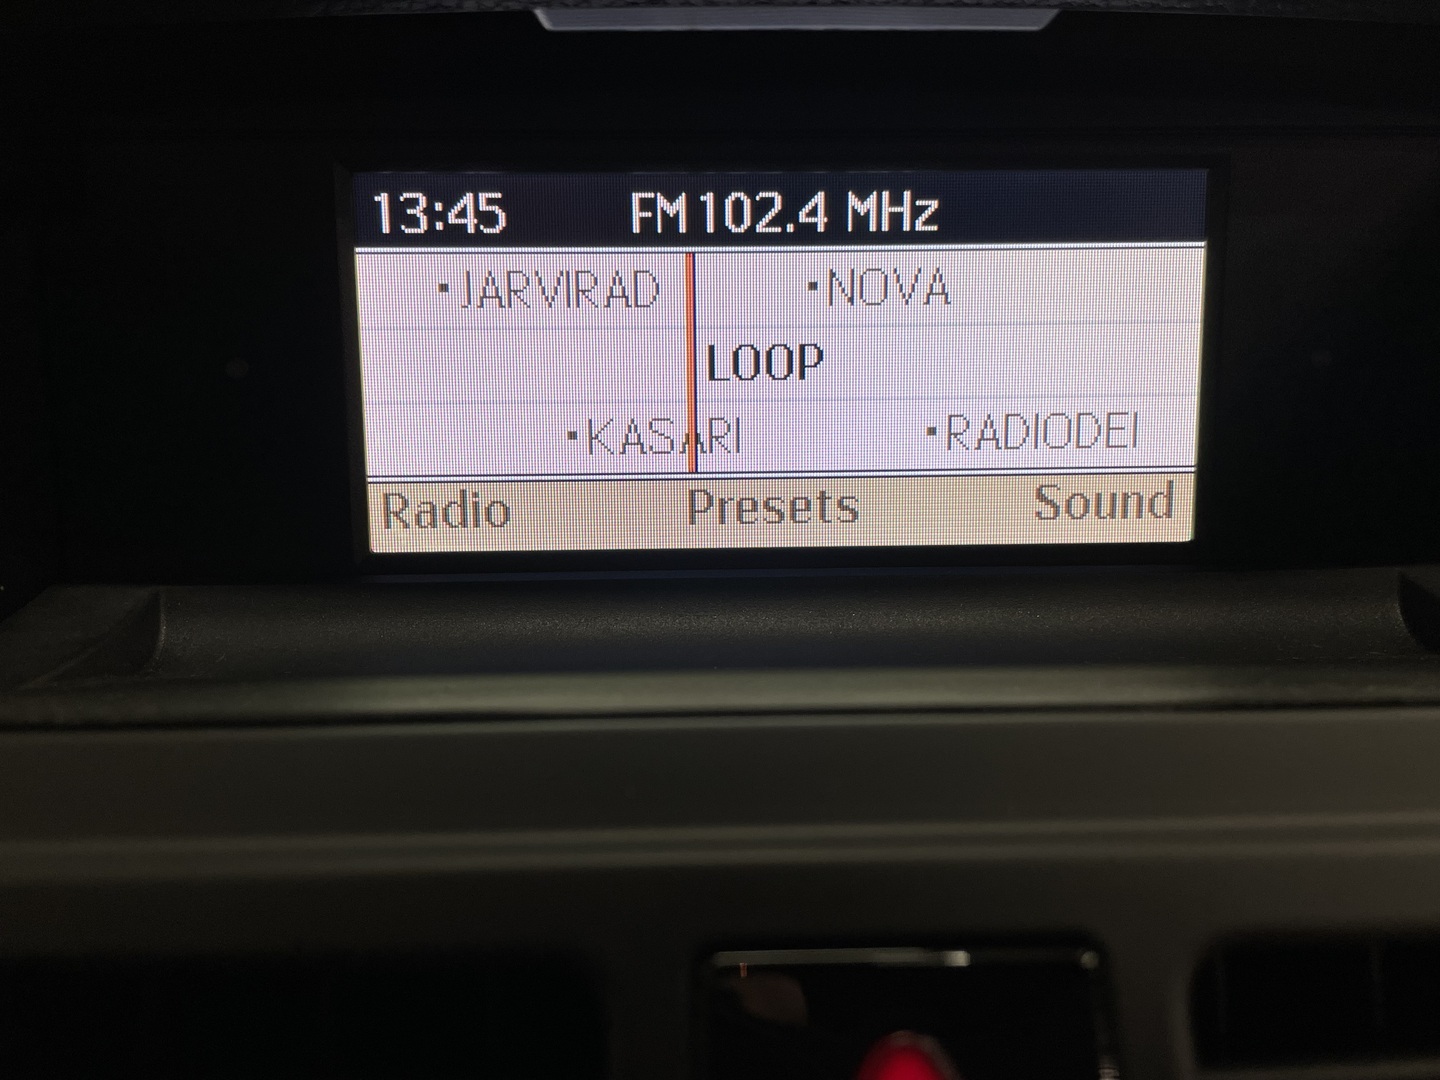 13:45 FM 102.4 MHz
▪JARVIRAD ▪NOVA
LOOP
▪KASARI ▪RADIODEI
Radio Presets Sound